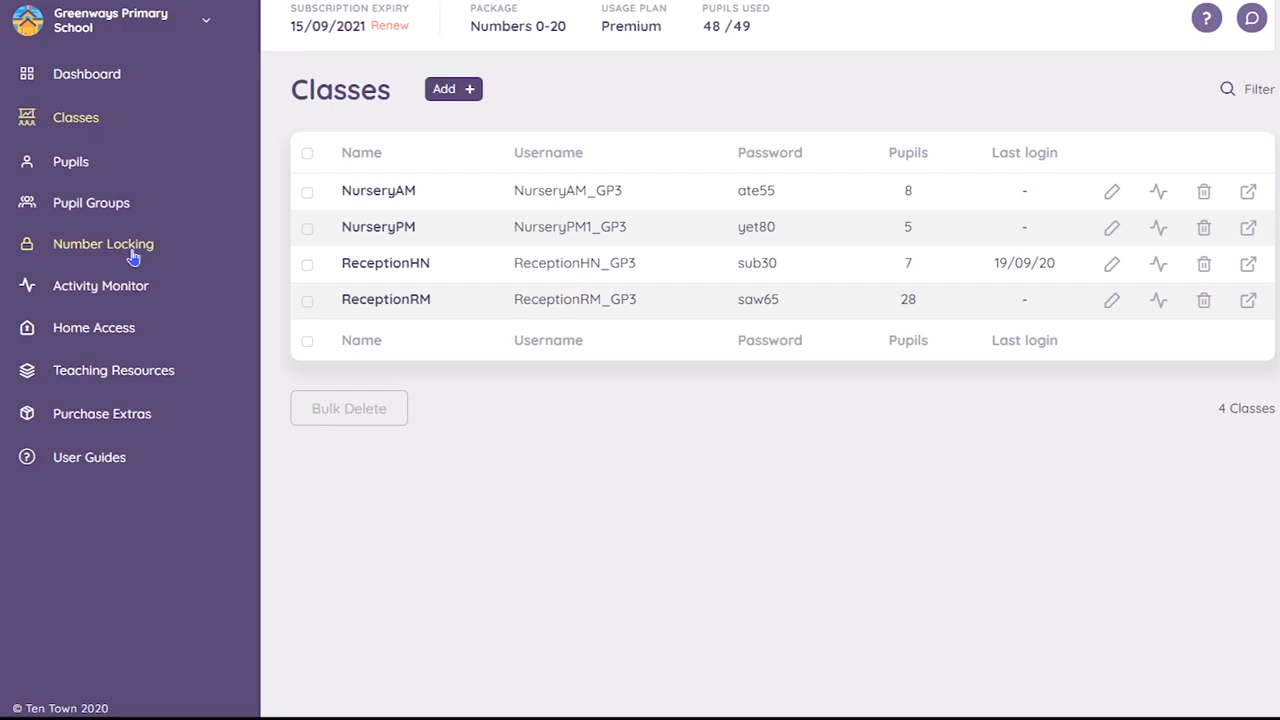 Greenways Primary
School
SUBSCRIPTION EXPIRY PACKAGE USAGE PLAN PUPILS USED
15/09/2021 Renew Numbers 0-20 Premium 48 /49
?
Dashboard
Classes
Pupils
Pupil Groups
Number Locking
Activity Monitor
Home Access
Teaching Resources
Purchase Extras
? User Guides
© Ten Town 2020
Classes Add + Filter
Name Username Password Pupils Last login
NurseryAM NurseryAM_GP3 ate55 8 -
NurseryPM NurseryPM1_GP3 yet80 5 -
ReceptionHN ReceptionHN_GP3 sub30 7 19/09/20
ReceptionRM ReceptionRM_GP3 saw65 28 -
Name Username Password Pupils Last login
Bulk Delete 4 Classes